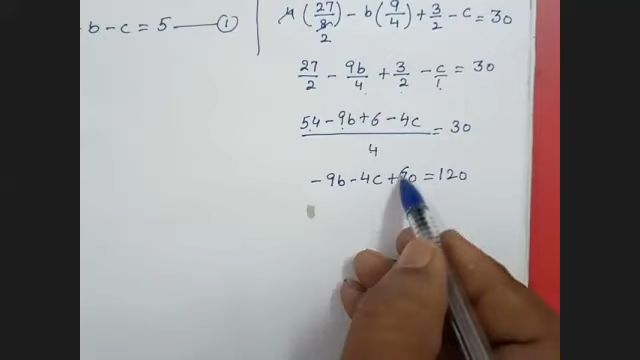 b - c = 5 —— ①
4(27/8) - b(9/4) + 3/2 - c = 30
2
27/2 - 9b/4 + 3/2 - c/1 = 30
54 - 9b + 6 - 4c / 4 = 30
- 9b - 4c + 60 = 120